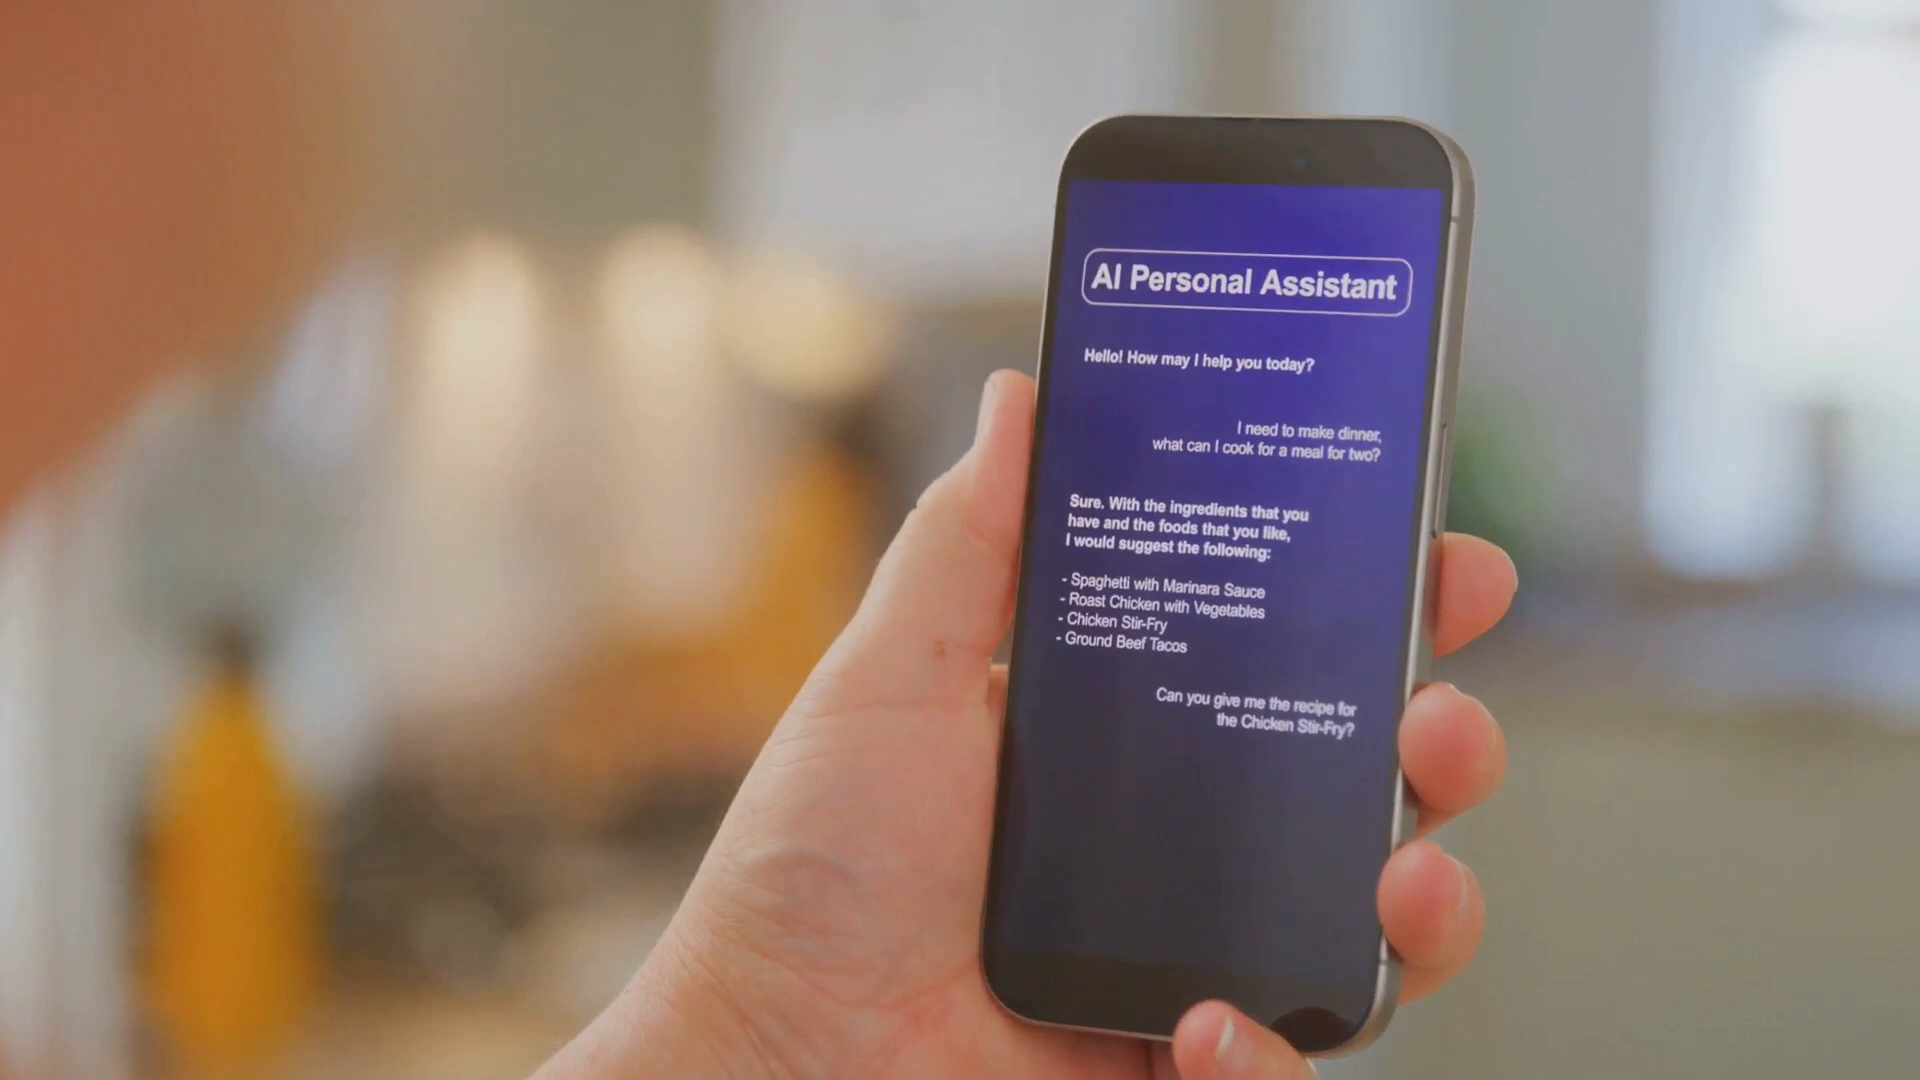 AI Personal Assistant
Hello! How may I help you today?
I need to make dinner,
what can I cook for a meal for two?
Sure. With the ingredients that you
have and the foods that you like,
I would suggest the following:
- Spaghetti with Marinara Sauce
- Roast Chicken with Vegetables
- Chicken Stir-Fry
- Ground Beef Tacos
Can you give me the recipe for
the Chicken Stir-Fry?